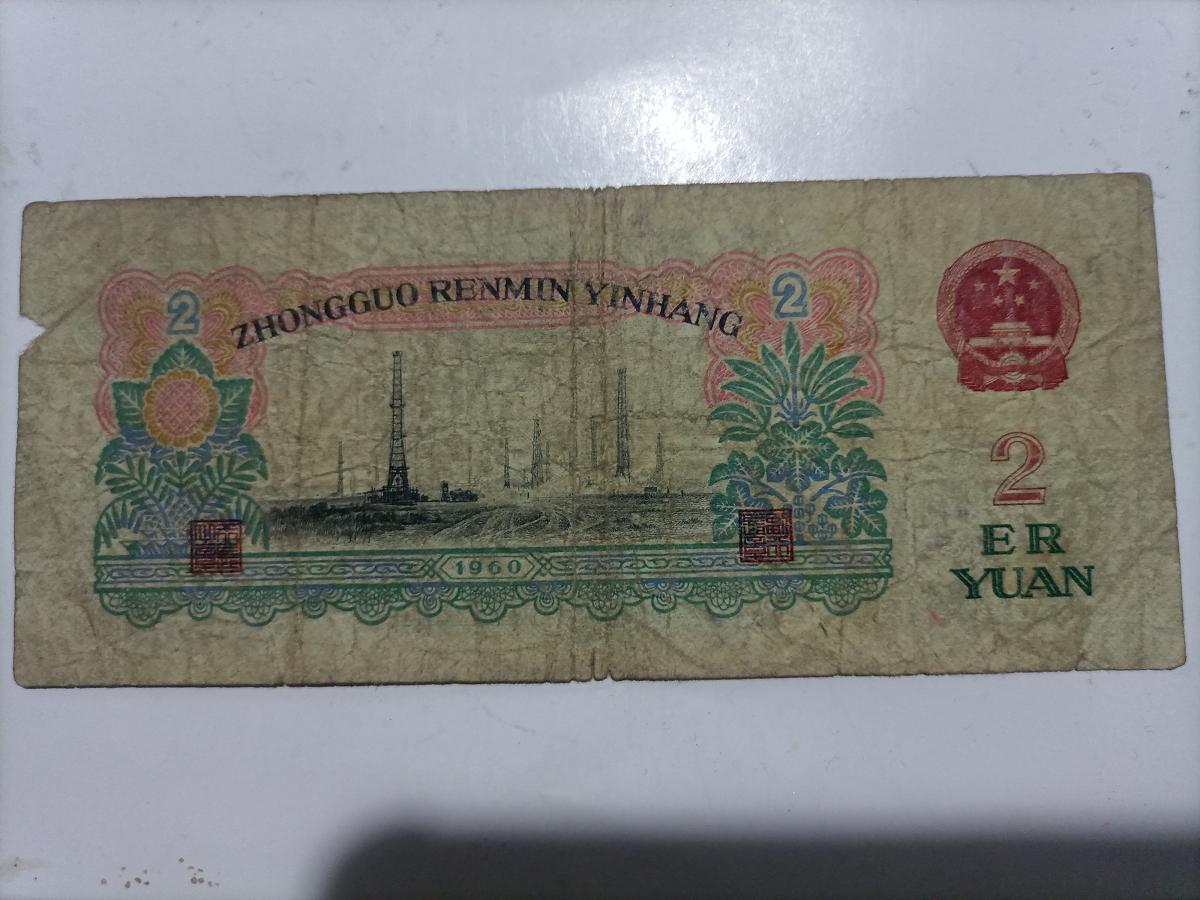 ZHONGGUO RENMIN YINHANG
2
2
2
ER
YUAN
1960